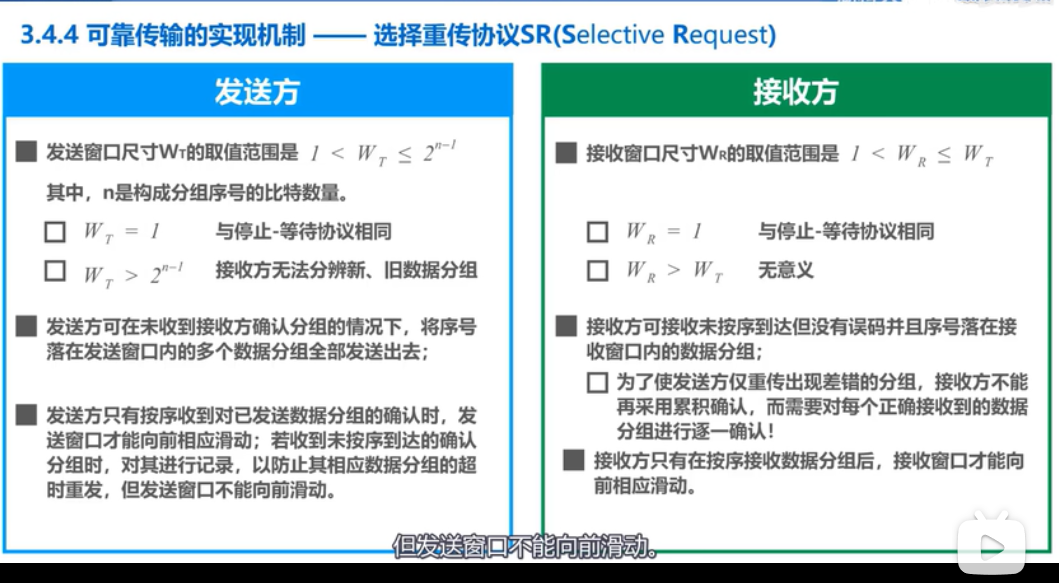 3.4.4 可靠传输的实现机制 —— 选择重传协议SR(Selective Request)
发送方
■ 发送窗口尺寸WT的取值范围是 1 < W_T ≤ 2^{n-1}
其中，n是构成分组序号的比特数量。
□ W_T = 1 与停止-等待协议相同
□ W_T > 2^{n-1} 接收方无法分辨新、旧数据分组
■ 发送方可在未收到接收方确认分组的情况下，将序号
落在发送窗口内的多个数据分组全部发送出去；
■ 发送方只有按序收到对已发送数据分组的确认时，发
送窗口才能向前相应滑动；若收到未按序到达的确认
分组时，对其进行记录，以防止其相应数据分组的超
时重发，但发送窗口不能向前滑动。
接收方
■ 接收窗口尺寸WR的取值范围是 1 < W_R ≤ W_T
□ W_R = 1 与停止-等待协议相同
□ W_R > W_T 无意义
■ 接收方可接收未按序到达但没有误码并且序号落在接
收窗口内的数据分组；
□ 为了使发送方仅重传出现差错的分组，接收方不能
再采用累积确认，而需要对每个正确接收到的数据
分组进行逐一确认！
■ 接收方只有在按序接收数据分组后，接收窗口才能向
前相应滑动。
但发送窗口不能向前滑动。